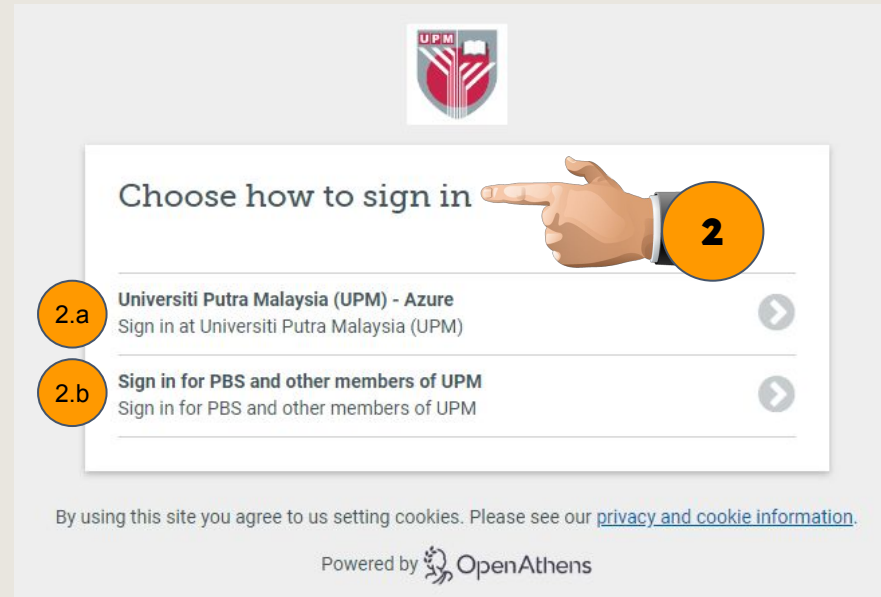 UPM
Choose how to sign in
2
2.a
Universiti Putra Malaysia (UPM) - Azure
Sign in at Universiti Putra Malaysia (UPM)
2.b
Sign in for PBS and other members of UPM
Sign in for PBS and other members of UPM
By using this site you agree to us setting cookies. Please see our privacy and cookie information.
Powered by OpenAthens